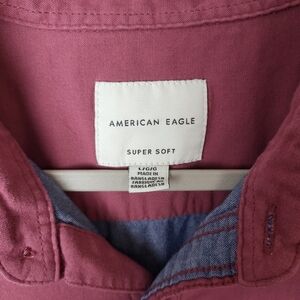 AMERICAN EAGLE
SUPER SOFT
L/G/G
MADE IN
BANGLADESH
FABRIQUE AU
BANGLADESH